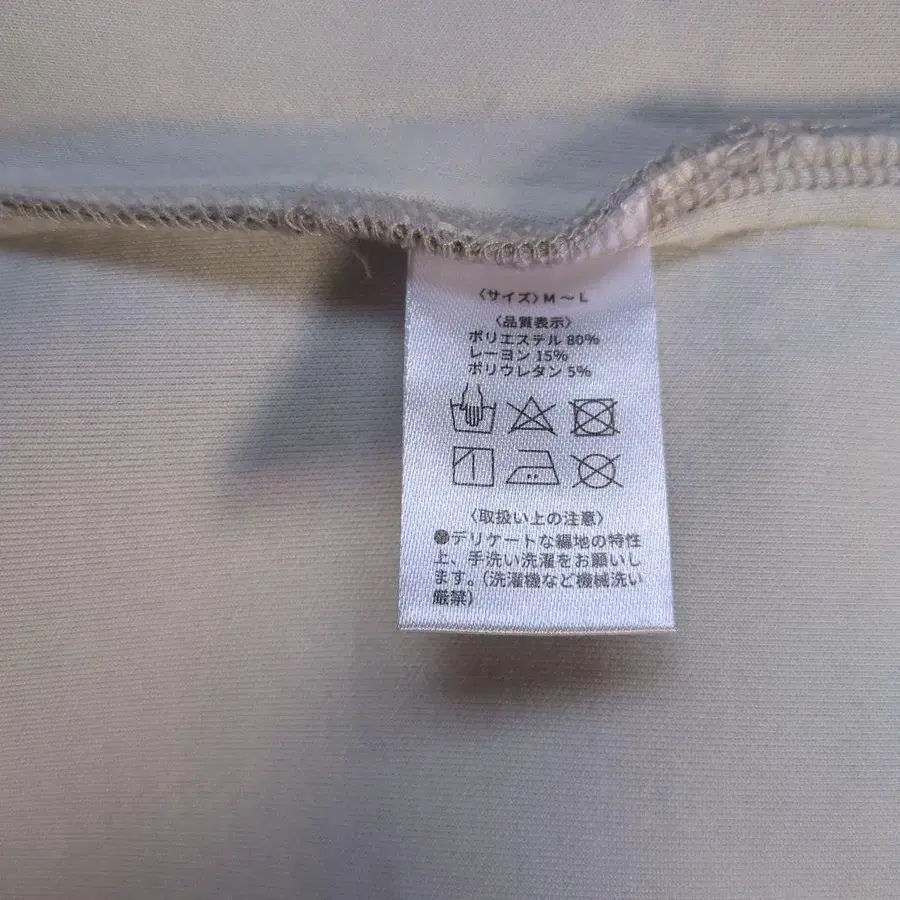 〈サイズ〉M～L
〈品質表示〉
ポリエステル 80%
レーヨン 15%
ポリウレタン 5%
〈取扱い上の注意〉
●デリケートな編地の特性
上、手洗い洗濯をお願いし
ます。(洗濯機など機械洗い
厳禁)